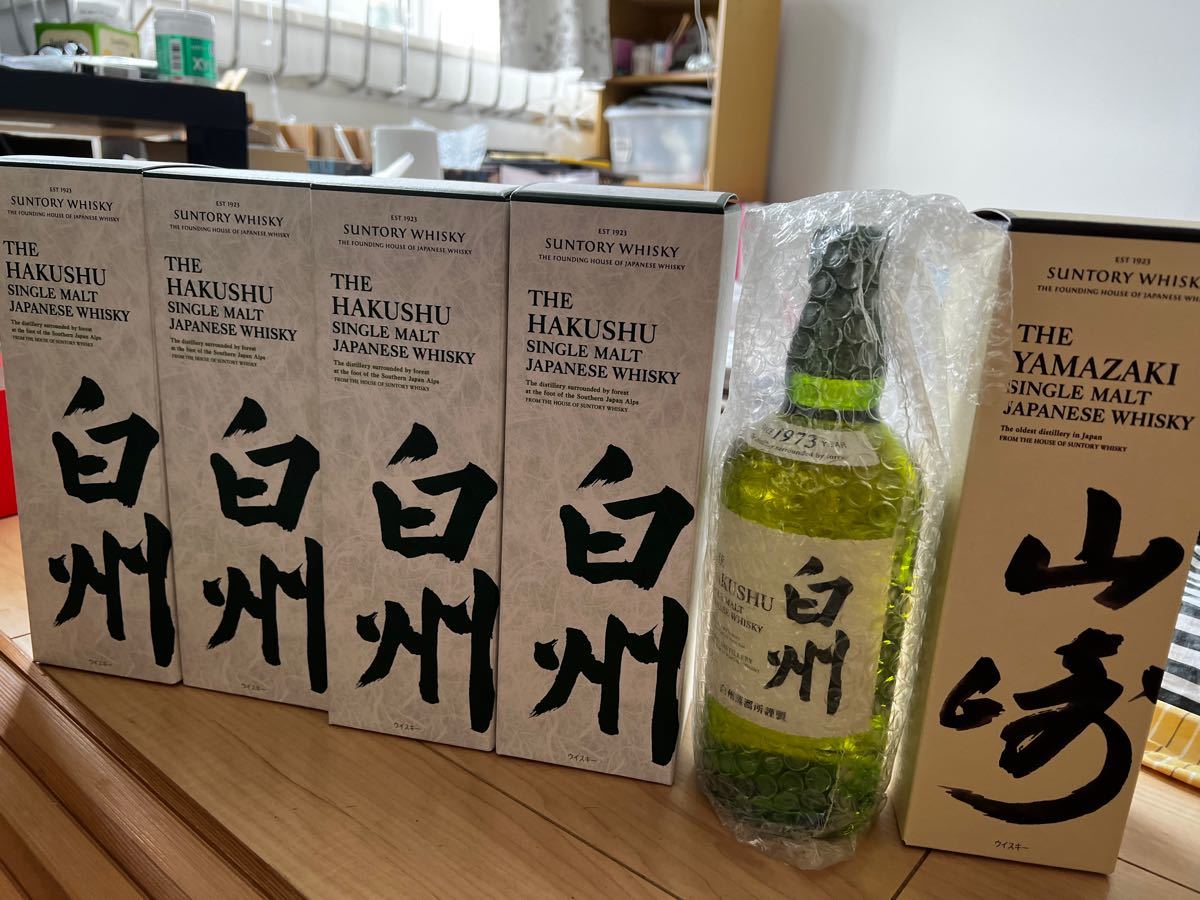 EST 1923
SUNTORY WHISKY
THE FOUNDING HOUSE OF JAPANESE WHISKY
THE
HAKUSHU
SINGLE MALT
JAPANESE WHISKY
The distillery surrounded by forest
at the foot of the Southern Japan Alps
FROM THE HOUSE OF SUNTORY WHISKY
白州
ウイスキー
EST 1923
SUNTORY WHISKY
THE FOUNDING HOUSE OF JAPANESE WHISKY
THE
HAKUSHU
SINGLE MALT
JAPANESE WHISKY
The distillery surrounded by forest
at the foot of the Southern Japan Alps
FROM THE HOUSE OF SUNTORY WHISKY
白州
ウイスキー
EST 1923
SUNTORY WHISKY
THE FOUNDING HOUSE OF JAPANESE WHISKY
THE
HAKUSHU
SINGLE MALT
JAPANESE WHISKY
The distillery surrounded by forest
at the foot of the Southern Japan Alps
FROM THE HOUSE OF SUNTORY WHISKY
白州
ウイスキー
EST 1923
SUNTORY WHISKY
THE FOUNDING HOUSE OF JAPANESE WHISKY
THE
HAKUSHU
SINGLE MALT
JAPANESE WHISKY
The distillery surrounded by forest
at the foot of the Southern Japan Alps
FROM THE HOUSE OF SUNTORY WHISKY
白州
ウイスキー
1973 YEAR
surrounded by
HAKUSHU
MALT
WHISKY
DISTILLERY
白州
白州蒸溜所謹製
EST 1923
SUNTORY WHISK
THE FOUNDING HOUSE OF JAPANESE
THE
YAMAZAKI
SINGLE MALT
JAPANESE WHISKY
The oldest distillery in Japan
FROM THE HOUSE OF SUNTORY WHISKY
山崎
ウイスキー